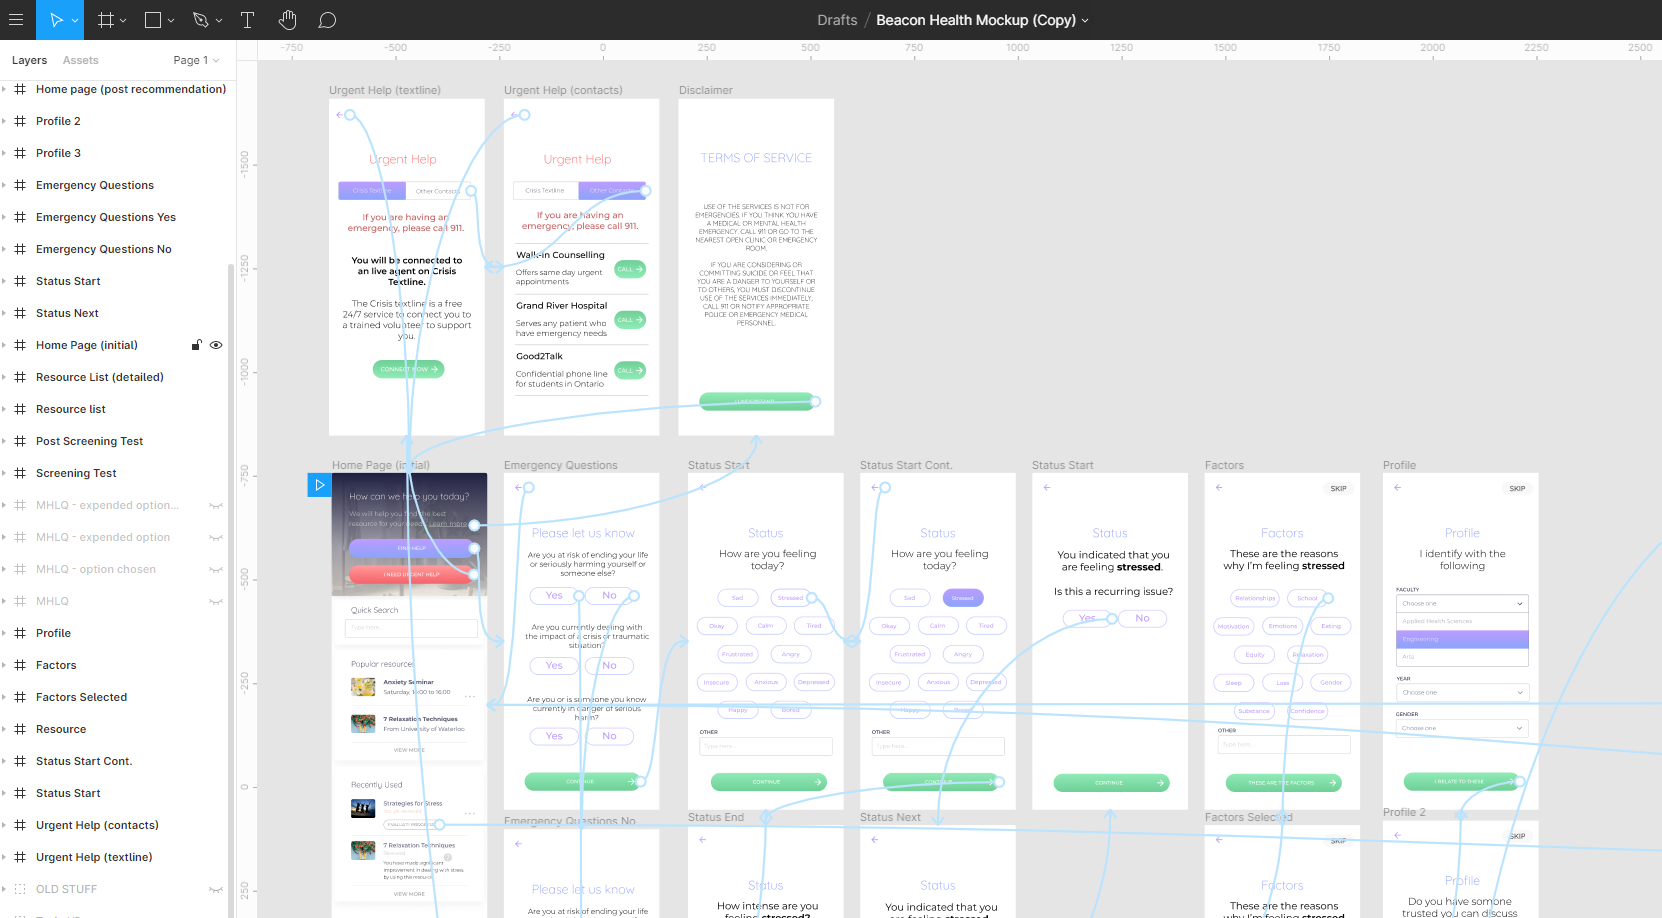 Drafts / Beacon Health Mockup (Copy)
Layers
Assets
Page 1
-750
-500
-250
0
250
500
750
1000
1250
1500
1750
2000
2250
2500
-1500
-1250
-1000
-750
-500
-250
0
250
Home page (post recommendation)
Profile 2
Profile 3
Emergency Questions
Emergency Questions Yes
Emergency Questions No
Status Start
Status Next
Home Page (initial)
Resource List (detailed)
Resource list
Post Screening Test
Screening Test
MHLQ - expended option...
MHLQ - expended option
MHLQ - option chosen
MHLQ
Profile
Factors
Factors Selected
Resource
Status Start Cont.
Status Start
Urgent Help (contacts)
Urgent Help (textline)
OLD STUFF
Urgent Help (textline)
Urgent Help
Crisis Textline
Other Contacts
If you are having an
emergency, please call 911.
You will be connected to
an live agent on Crisis
Textline.
The Crisis textline is a free
24/7 service to connect you to
a trained volunteer to support
you.
CONNECT NOW
Urgent Help (contacts)
Urgent Help
Crisis Textline
Other Contacts
If you are having an
emergency, please call 911.
Walk-in Counselling
Offers same day urgent
appointments
CALL
Grand River Hospital
Serves any patient who
have emergency needs
CALL
Good2Talk
Confidential phone line
for students in Ontario
CALL
Disclaimer
TERMS OF SERVICE
USE OF THE SERVICES IS NOT FOR
EMERGENCIES. IF YOU THINK YOU HAVE
A MEDICAL OR MENTAL HEALTH
EMERGENCY, CALL 911 OR GO TO THE
NEAREST OPEN CLINIC OR EMERGENCY
ROOM.
IF YOU ARE CONSIDERING OR
COMMITTING SUICIDE OR FEEL THAT
YOU ARE A DANGER TO YOURSELF OR
TO OTHERS, YOU MUST DISCONTINUE
USE OF THE SERVICES IMMEDIATELY,
CALL 911 OR NOTIFY APPROPRIATE
POLICE OR EMERGENCY MEDICAL
PERSONNEL.
Home Page (initial)
How can we help you today?
We will help you find the best
resource for your needs. Learn more
FIND HELP
I NEED URGENT HELP
Quick Search
Type here...
Popular resources
Anxiety Seminar
Saturday, 14:00 to 16:00
7 Relaxation Techniques
From University of Waterloo
VIEW MORE
Recently Used
Strategies for Stress
7 Relaxation Techniques
You have made significant
improvement in dealing with stress
by using this resource
VIEW MORE
Emergency Questions
Please let us know
Are you at risk of ending your life
or seriously harming yourself or
someone else?
Yes
No
Are you currently dealing with
the impact of a crisis or traumatic
situation?
Yes
No
Are you or is someone you know
currently in danger of serious
harm?
Yes
No
CONTINUE
Status Start
Status
How are you feeling
today?
Sad
Stressed
Okay
Calm
Tired
Frustrated
Angry
Insecure
Anxious
Depressed
Happy
Bored
OTHER
Type here...
CONTINUE
Status Start Cont.
Status
How are you feeling
today?
Sad
Stressed
Okay
Calm
Tired
Frustrated
Angry
Insecure
Anxious
Depressed
Happy
Bored
OTHER
Type here...
CONTINUE
Status Start
Status
You indicated that you
are feeling stressed.
Is this a recurring issue?
Yes
No
CONTINUE
Factors
SKIP
Factors
These are the reasons
why I'm feeling stressed
Relationships
School
Motivation
Emotions
Eating
Equity
Relaxation
Sleep
Loss
Gender
Substance
Confidence
OTHER
Type here...
THESE ARE THE FACTORS
Profile
SKIP
Profile
I identify with the
following
FACULTY
Choose one
Applied Health Sciences
Engineering
Arts
YEAR
Choose one
GENDER
Choose one
I RELATE TO THESE
Emergency Questions No
Please let us know
Are you at risk of ending your life
Status End
Status
How intense are you
feeling stressed?
Status Next
Status
You indicated that you
are feeling stressed
Factors Selected
SKIP
Factors
These are the reasons
why I'm feeling stressed
Profile 2
SKIP
Profile
Do you have somone
trusted you can discuss